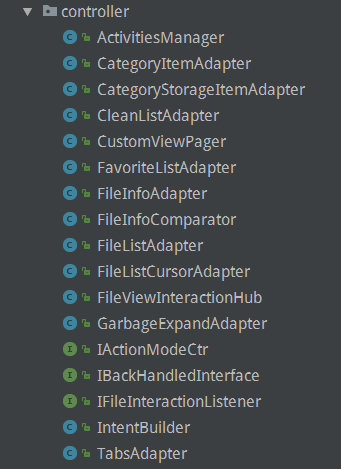 controller
ActivitiesManager
CategoryItemAdapter
CategoryStorageItemAdapter
CleanListAdapter
CustomViewPager
FavoriteListAdapter
FileInfoAdapter
FileInfoComparator
FileListAdapter
FileListCursorAdapter
FileViewInteractionHub
GarbageExpandAdapter
IActionModeCtr
IBackHandledInterface
IFileInteractionListener
IntentBuilder
TabsAdapter